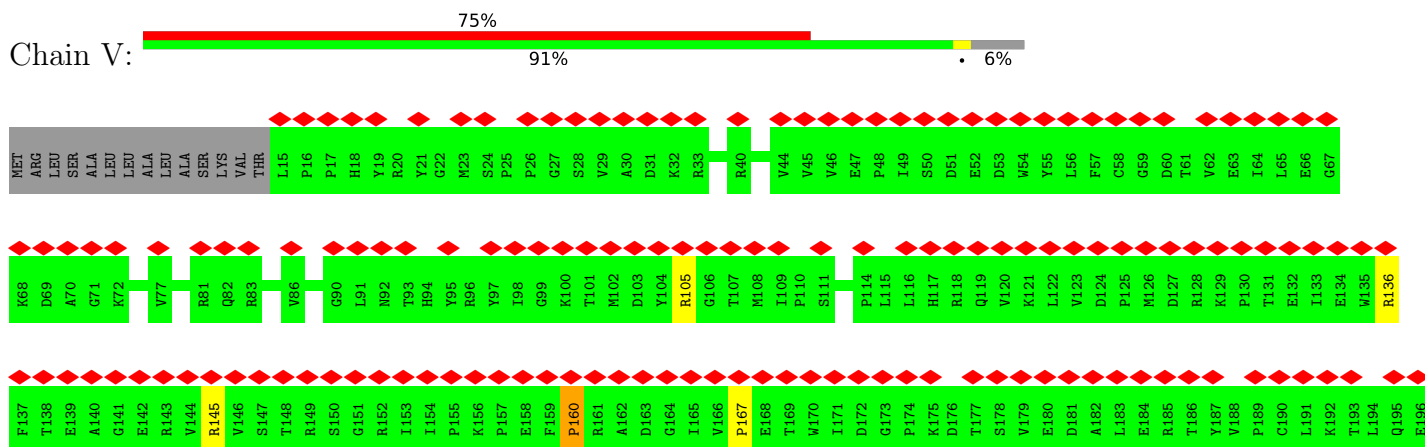 75%
Chain V:
91% • 6%
MET ARG LEU SER ALA LEU LEU ALA LEU ALA SER LYS VAL THR L15 P16 P17 H18 Y19 R20 Y21 G22 M23 S24 P25 P26 G27 S28 V29 A30 D31 K32 R33 R40 V44 V45 V46 E47 P48 I49 S50 D51 E52 D53 W54 Y55 L56 F57 C58 G59 D60 T61 V62 E63 I64 L65 E66 G67
K68 D69 A70 G71 K72 V77 R81 Q82 R83 V86 G90 L91 N92 T93 H94 Y95 R96 Y97 I98 G99 K100 T101 M102 D103 Y104 R105 G106 T107 M108 I109 P110 S111 P114 L115 L116 H117 R118 Q119 V120 K121 L122 V123 D124 P125 M126 D127 R128 K129 P130 T131 E132 I133 E134 W135 R136
F137 T138 E139 A140 G141 E142 R143 V144 R145 V146 S147 T148 R149 S150 G151 R152 I153 I154 P155 K156 P157 E158 F159 P160 R161 A162 D163 G164 I165 V166 P167 E168 T169 W170 I171 D172 G173 P174 K175 D176 T177 S178 V179 E180 D181 A182 L183 E184 R185 T186 Y187 V188 P189 C190 L191 K192 T193 L194 Q195 E196